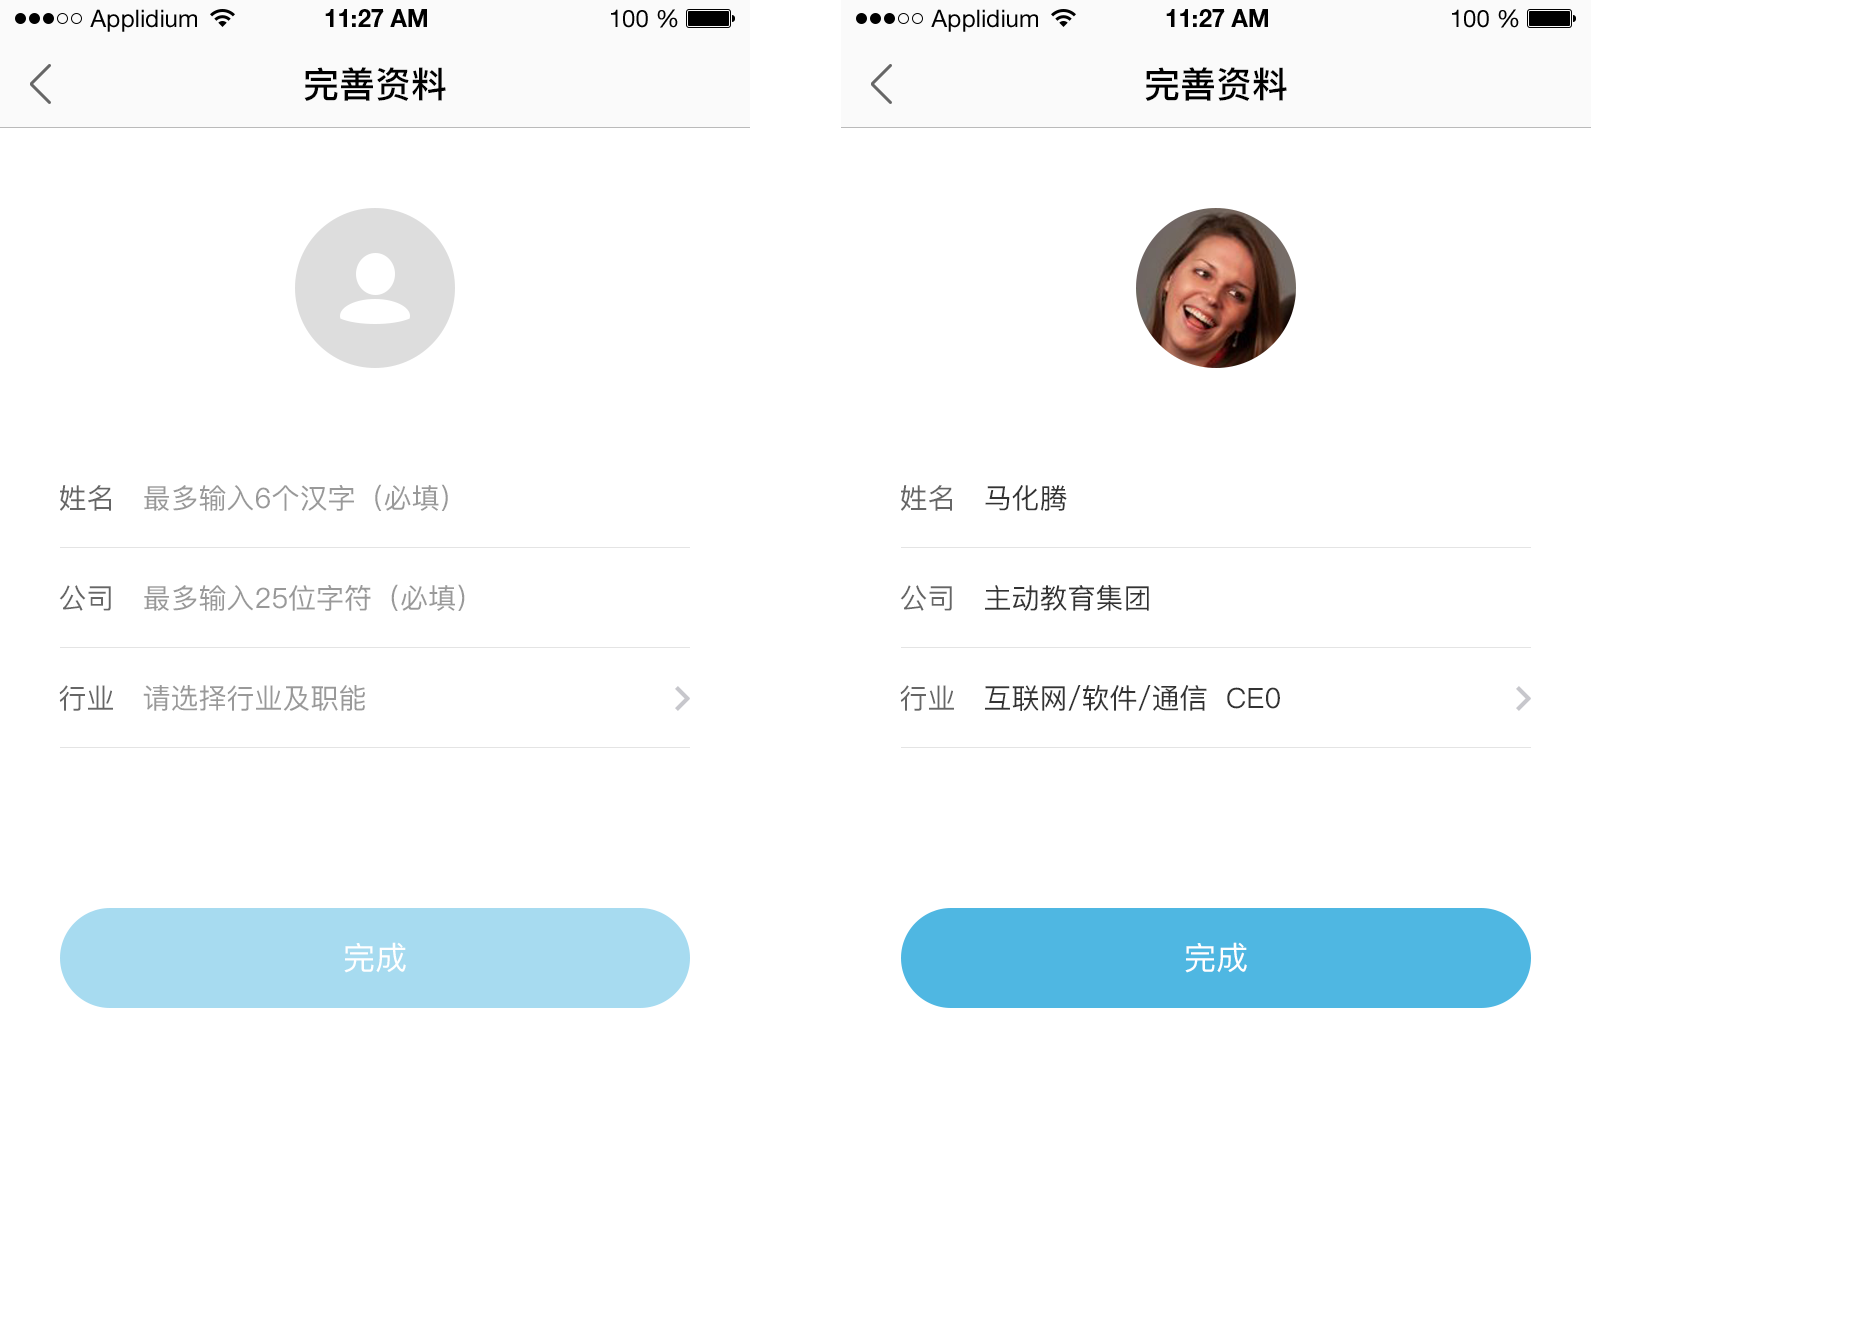 Applidium 11:27 AM 100 %
完善资料
姓名 最多输入6个汉字（必填）
公司 最多输入25位字符（必填）
行业 请选择行业及职能
完成
Applidium 11:27 AM 100 %
完善资料
姓名 马化腾
公司 主动教育集团
行业 互联网/软件/通信 CE0
完成